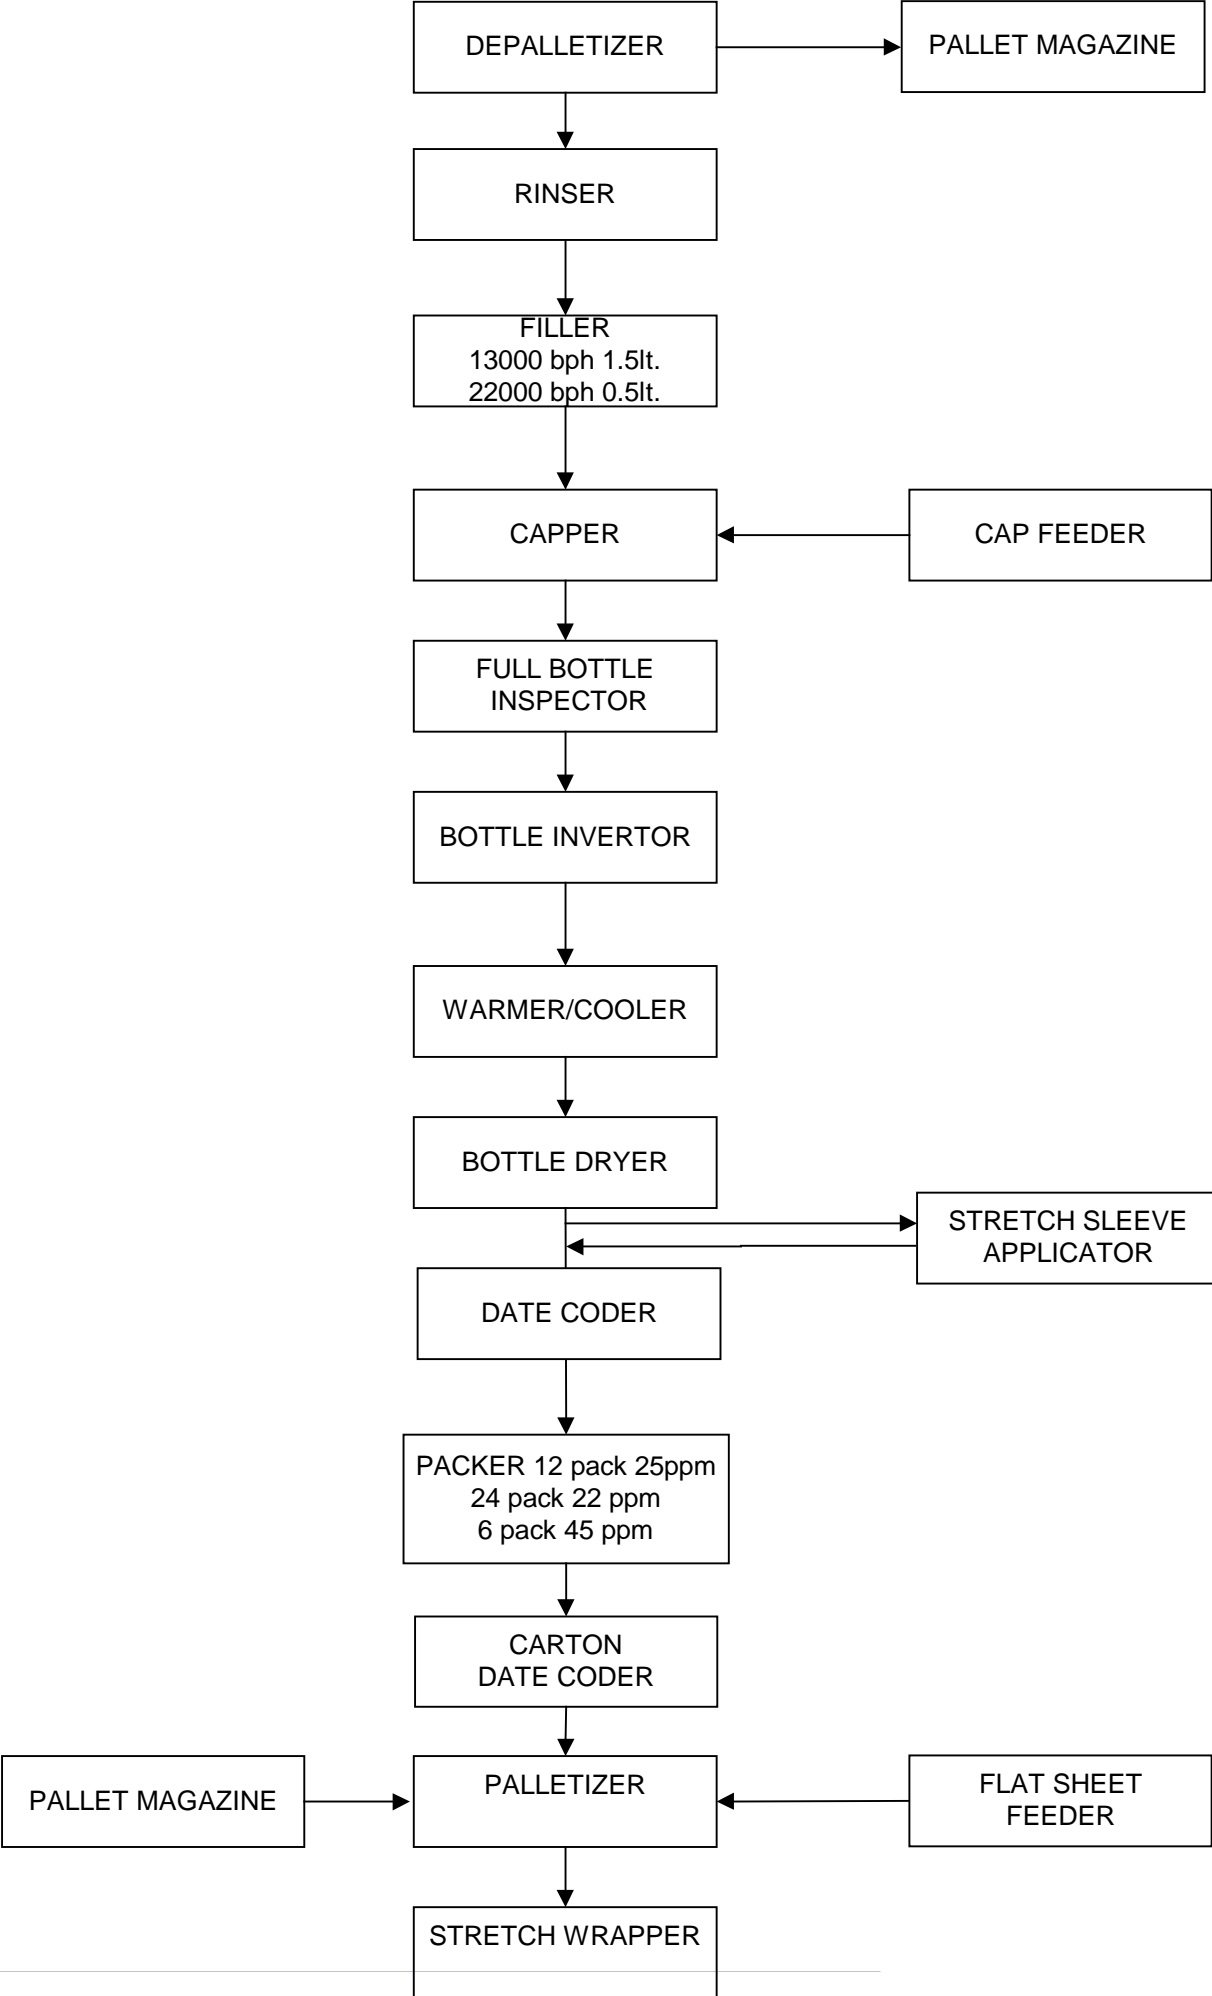 DEPALLETIZER
PALLET MAGAZINE
RINSER
FILLER
13000 bph 1.5lt.
22000 bph 0.5lt.
CAPPER
CAP FEEDER
FULL BOTTLE
INSPECTOR
BOTTLE INVERTOR
WARMER/COOLER
BOTTLE DRYER
STRETCH SLEEVE
APPLICATOR
DATE CODER
PACKER 12 pack 25ppm
24 pack 22 ppm
6 pack 45 ppm
CARTON
DATE CODER
PALLET MAGAZINE
PALLETIZER
FLAT SHEET
FEEDER
STRETCH WRAPPER